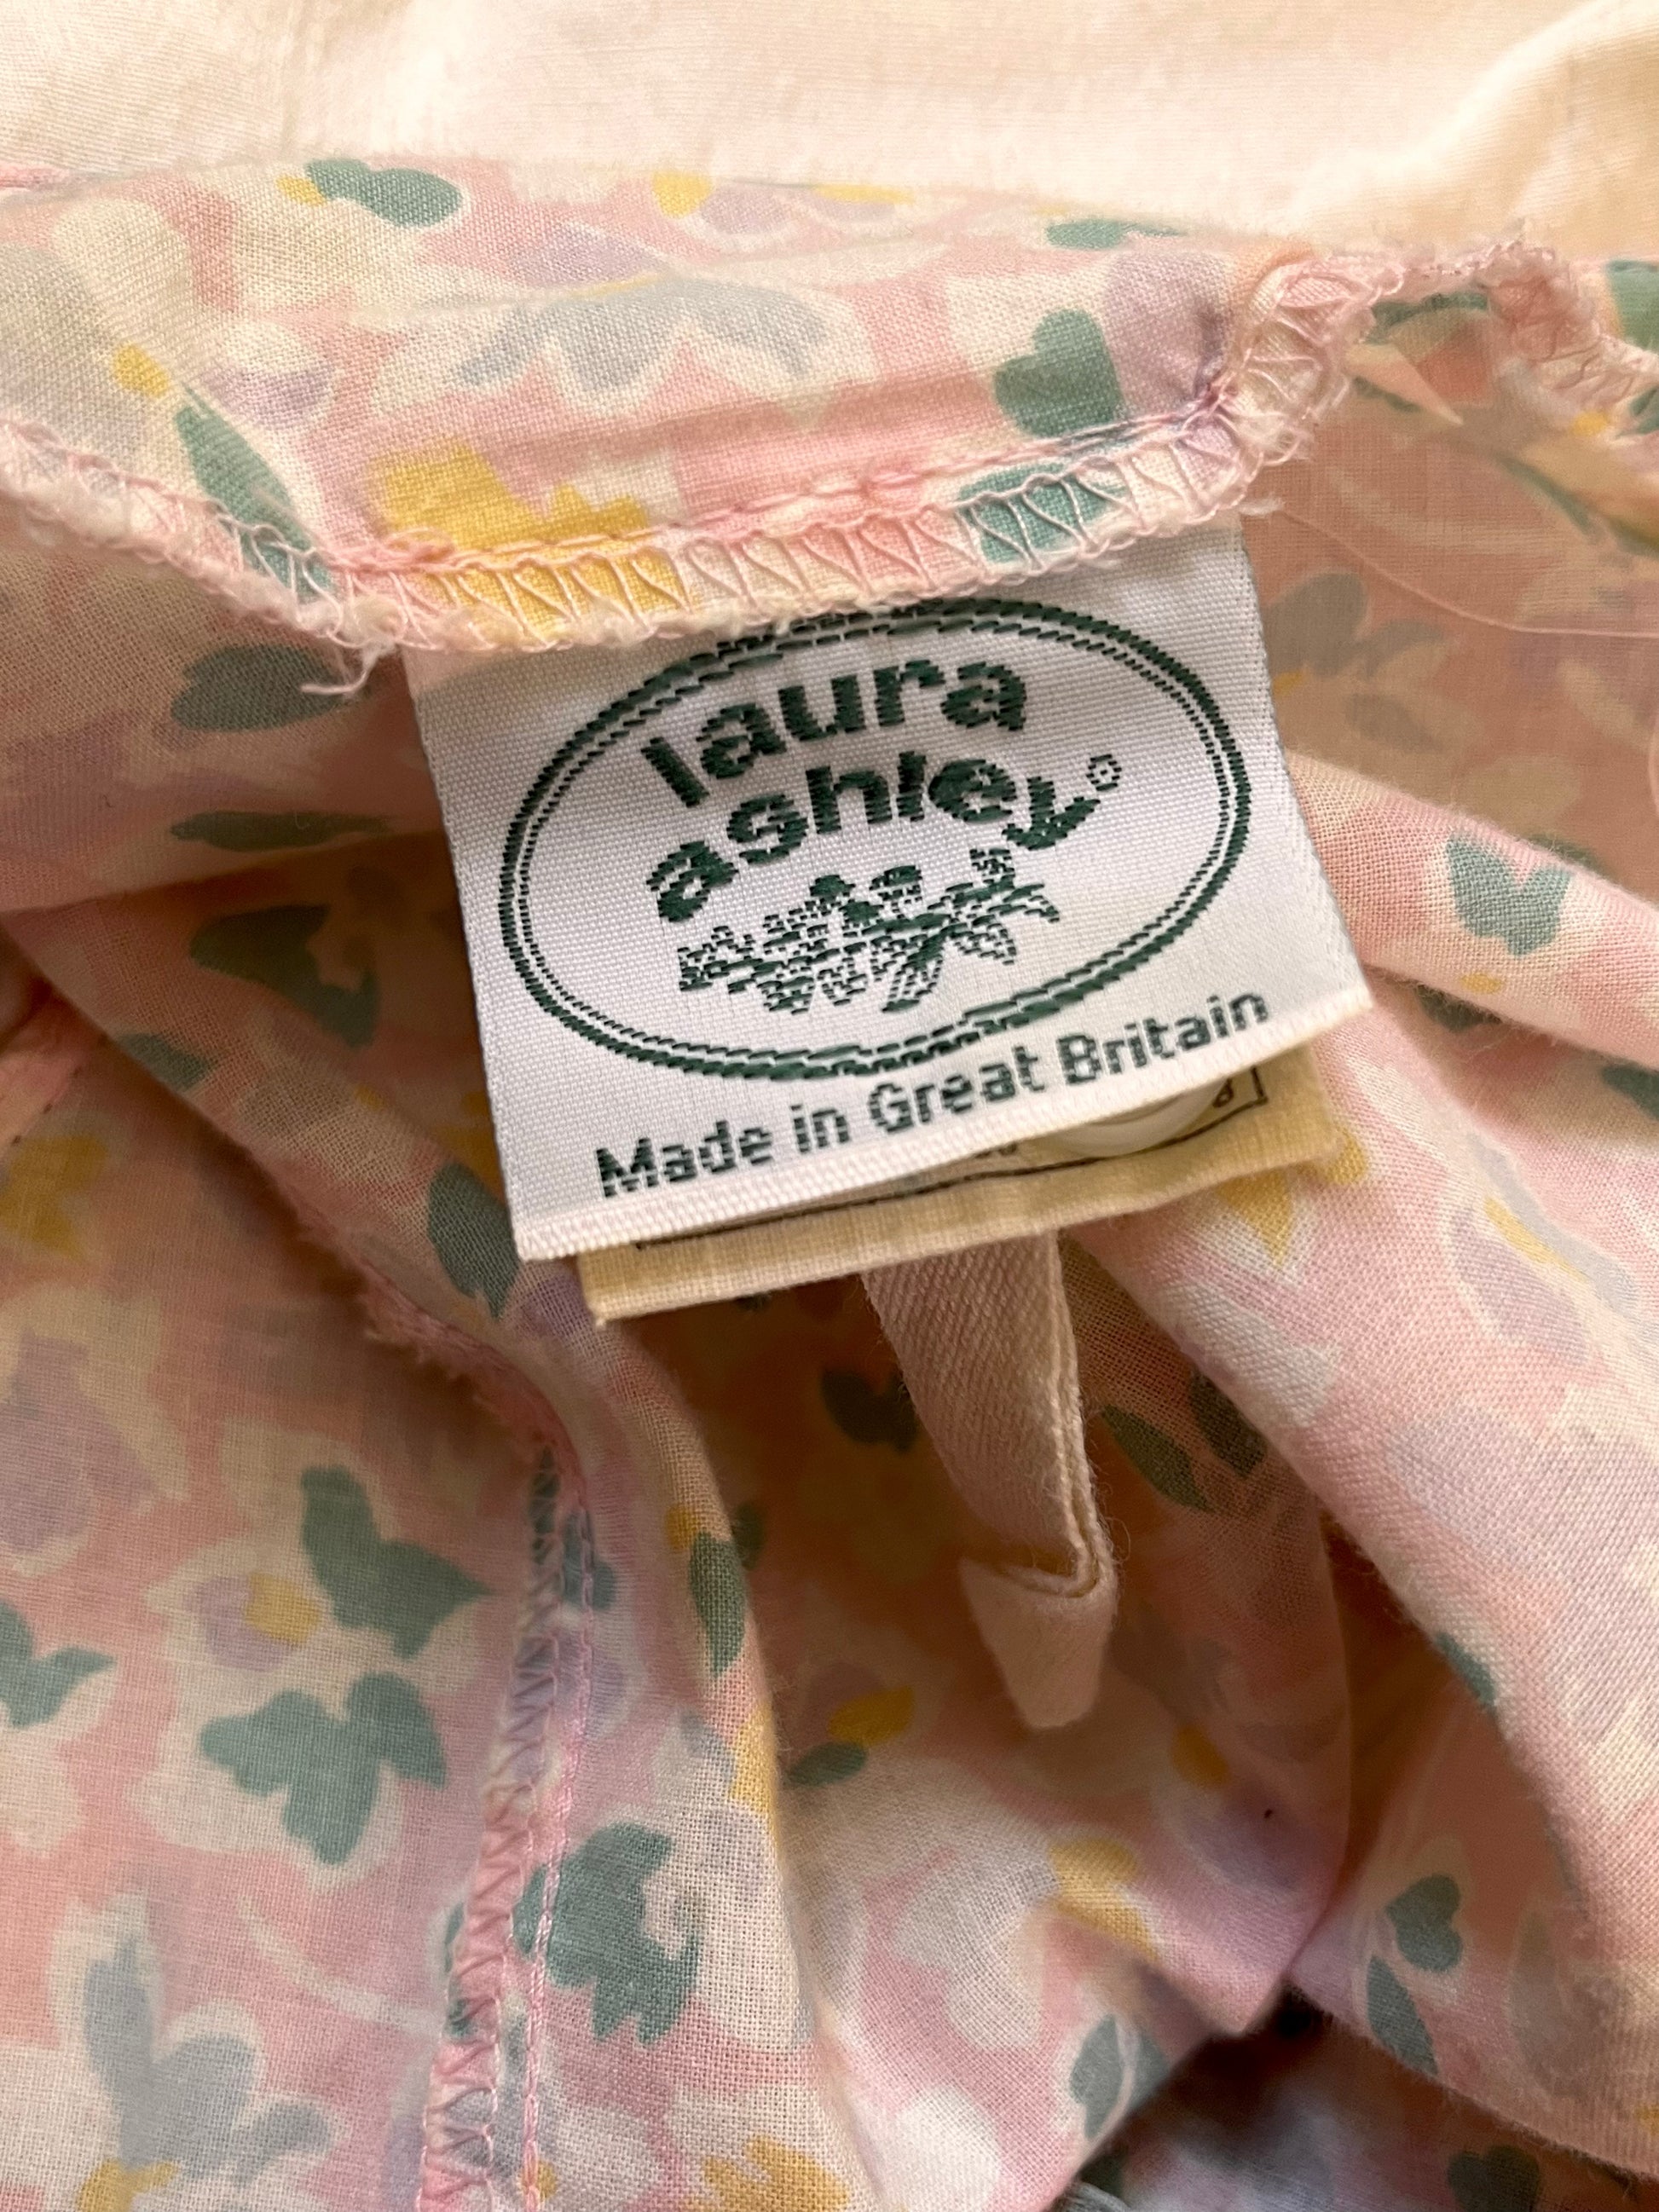 laura
ashley®
Made in Great Britain